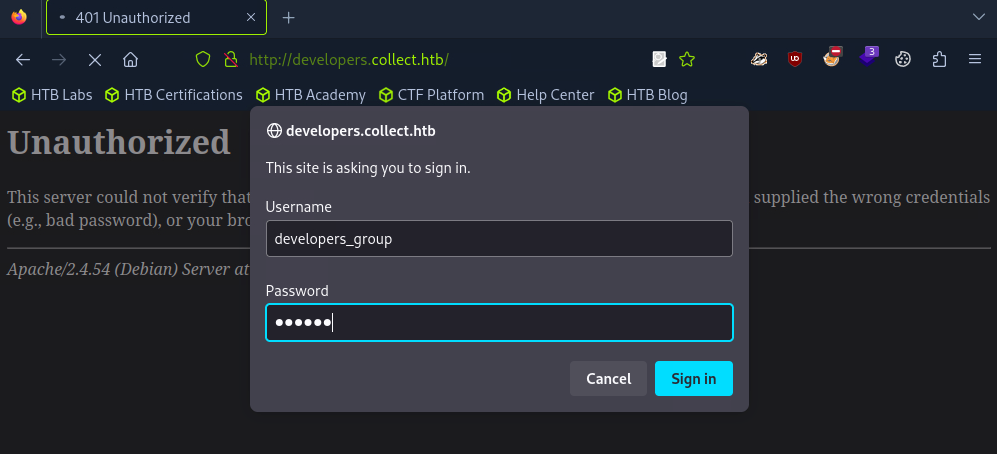 401 Unauthorized
http://developers.collect.htb/
3
HTB Labs HTB Certifications HTB Academy CTF Platform Help Center HTB Blog
Unauthorized
This server could not verify that
supplied the wrong credentials
(e.g., bad password), or your bro
Apache/2.4.54 (Debian) Server at
developers.collect.htb
This site is asking you to sign in.
Username
developers_group
Password
●●●●●●
Cancel Sign in